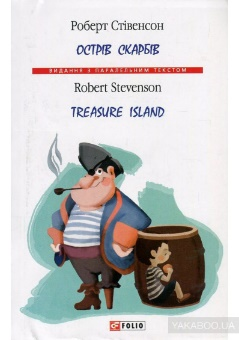 Роберт Стівенсон
ОСТРІВ СКАРБІВ
ВИДАННЯ З ПАРАЛЕЛЬНИМ ТЕКСТОМ
Robert Stevenson
TREASURE ISLAND
FOLIO
YAKABOO.UA